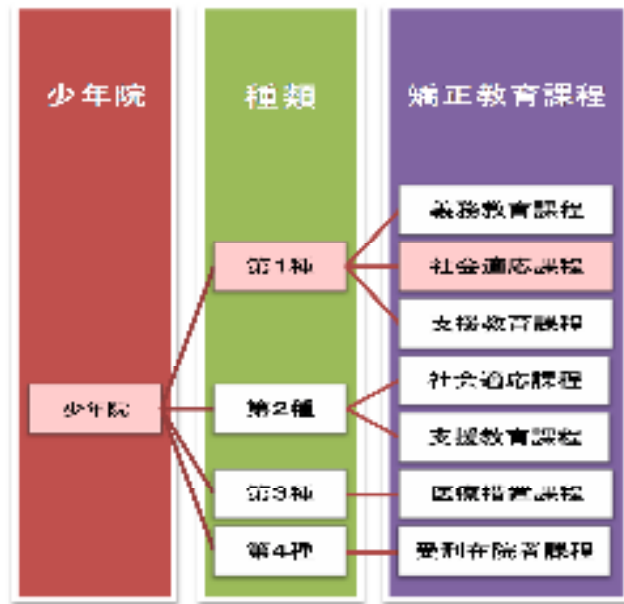 少年院
種類
矯正教育課程
少年院
第1種
義務教育課程
社会適応課程
支援教育課程
第2種
社会適応課程
支援教育課程
第3種
医療措置課程
第4種
受刑在院者課程